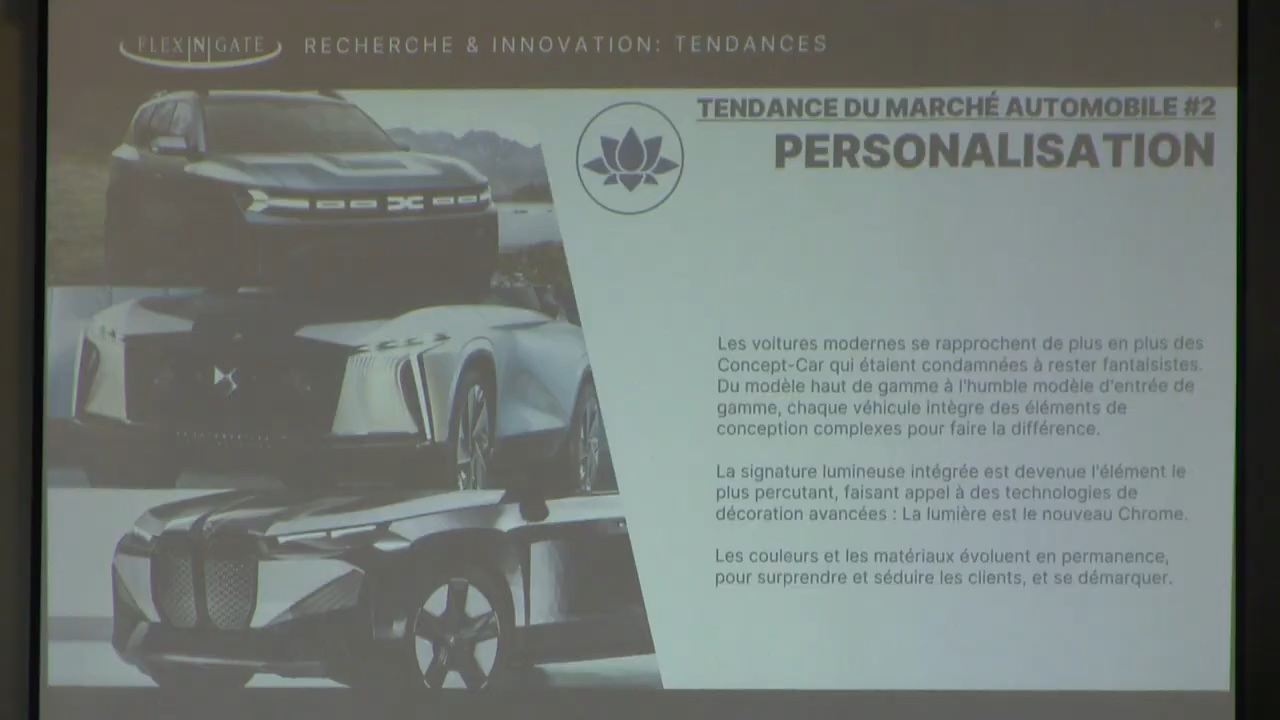 FLEX|N|GATE
RECHERCHE & INNOVATION: TENDANCES
TENDANCE DU MARCHÉ AUTOMOBILE #2
PERSONALISATION
Les voitures modernes se rapprochent de plus en plus des
Concept-Car qui étaient condamnées à rester fantaisistes.
Du modèle haut de gamme à l'humble modèle d'entrée de
gamme, chaque véhicule intègre des éléments de
conception complexes pour faire la différence.
La signature lumineuse intégrée est devenue l'élément le
plus percutant, faisant appel à des technologies de
décoration avancées : La lumière est le nouveau Chrome.
Les couleurs et les matériaux évoluent en permanence,
pour surprendre et séduire les clients, et se démarquer.